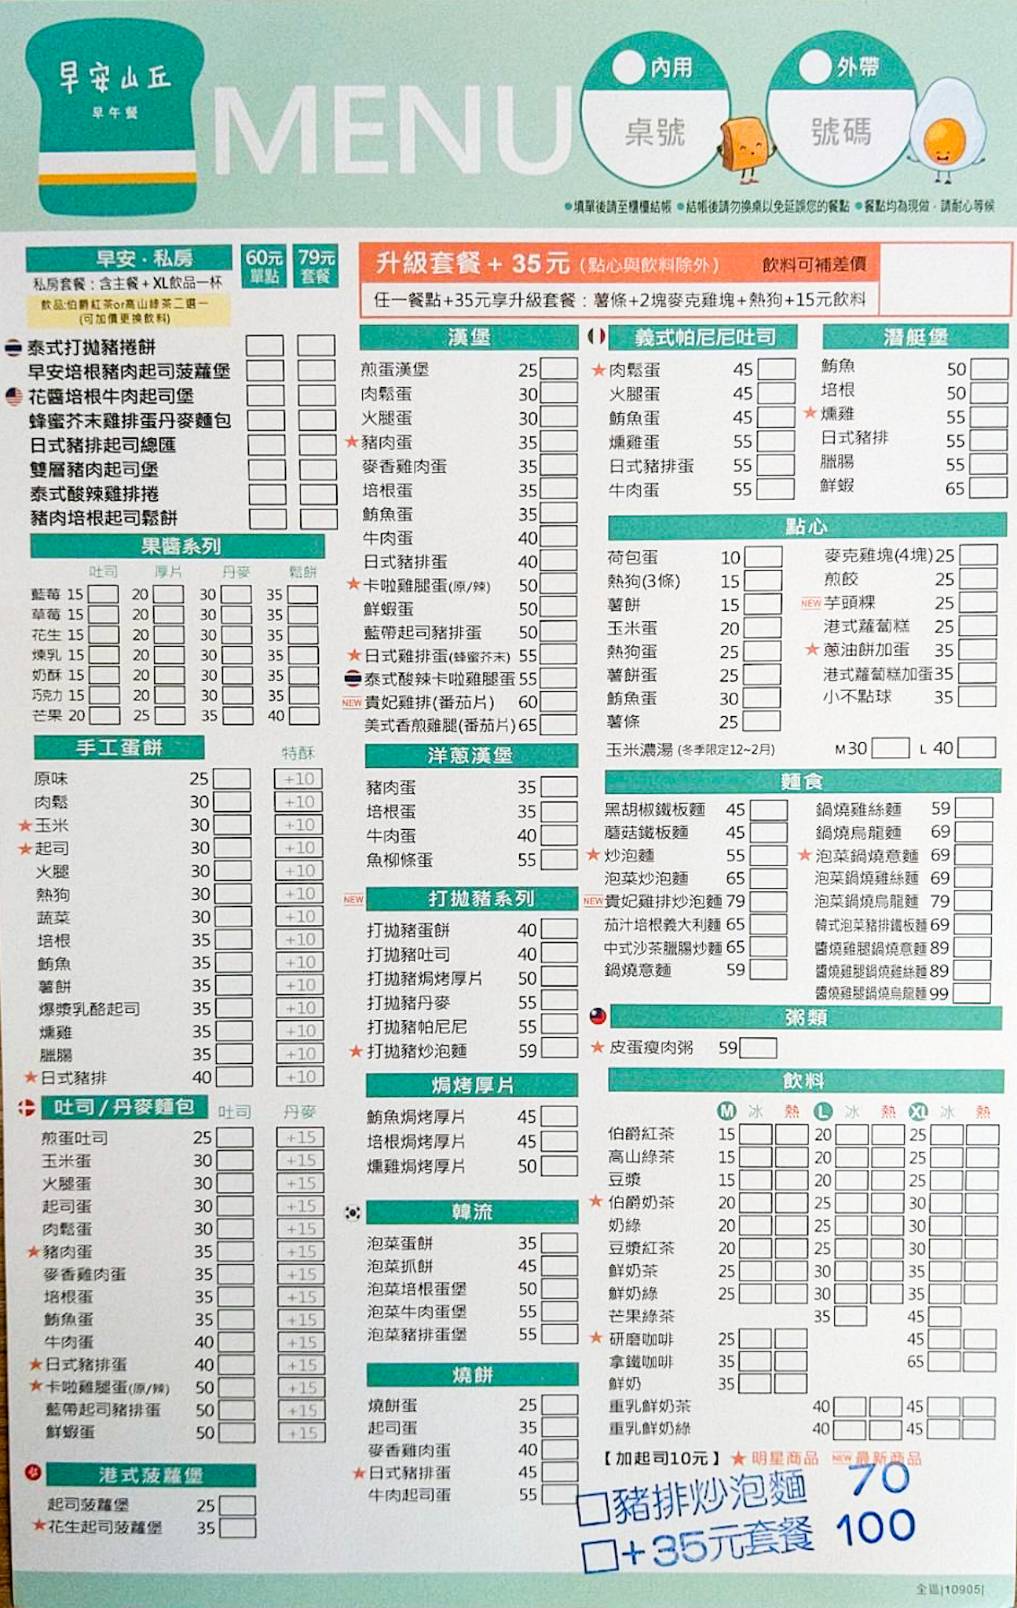 早安山丘
早午餐
MENU
內用
桌號
外帶
號碼
●填單後請至櫃檯結帳 ●結帳後請勿換桌以免延誤您的餐點 ●餐點均為現做，請耐心等候
早安·私房 60元單點 79元套餐
私房套餐：含主餐+XL飲品一杯
飲品:伯爵紅茶or高山綠茶二選一
(可加價更換飲料)
泰式打拋豬捲餅
早安培根豬肉起司菠蘿堡
花醬培根牛肉起司堡
蜂蜜芥末雞排蛋丹麥麵包
日式豬排起司總匯
雙層豬肉起司堡
泰式酸辣雞排捲
豬肉培根起司鬆餅
果醬系列
吐司 厚片 丹麥 鬆餅
藍莓 15 20 30 35
草莓 15 20 30 35
花生 15 20 30 35
煉乳 15 20 30 35
奶酥 15 20 30 35
巧克力 15 20 30 35
芒果 20 25 35 40
手工蛋餅 特酥
原味 25 +10
肉鬆 30 +10
★玉米 30 +10
★起司 30 +10
火腿 30 +10
熱狗 30 +10
蔬菜 30 +10
培根 35 +10
鮪魚 35 +10
薯餅 35 +10
爆漿乳酪起司 35 +10
燻雞 35 +10
臘腸 35 +10
★日式豬排 40 +10
吐司/丹麥麵包 吐司 丹麥
煎蛋吐司 25 +15
玉米蛋 30 +15
火腿蛋 30 +15
起司蛋 30 +15
肉鬆蛋 30 +15
★豬肉蛋 35 +15
麥香雞肉蛋 35 +15
培根蛋 35 +15
鮪魚蛋 35 +15
牛肉蛋 40 +15
★日式豬排蛋 40 +15
★卡啦雞腿蛋(原/辣) 50 +15
藍帶起司豬排蛋 50 +15
鮮蝦蛋 50 +15
港式菠蘿堡
起司菠蘿堡 25
★花生起司菠蘿堡 35
升級套餐+35元（點心與飲料除外） 飲料可補差價
任一餐點+35元享升級套餐：薯條+2塊麥克雞塊+熱狗+15元飲料
漢堡
煎蛋漢堡 25
肉鬆蛋 30
火腿蛋 30
★豬肉蛋 35
麥香雞肉蛋 35
培根蛋 35
鮪魚蛋 35
牛肉蛋 40
日式豬排蛋 40
★卡啦雞腿蛋(原/辣) 50
鮮蝦蛋 50
藍帶起司豬排蛋 50
★日式雞排蛋(蜂蜜芥末) 55
泰式酸辣卡啦雞腿蛋 55
NEW 貴妃雞排(番茄片) 60
美式香煎雞腿(番茄片) 65
洋蔥漢堡
豬肉蛋 35
培根蛋 35
牛肉蛋 40
魚柳條蛋 55
NEW 打拋豬系列
打拋豬蛋餅 40
打拋豬吐司 40
打拋豬焗烤厚片 50
打拋豬丹麥 55
打拋豬帕尼尼 55
★打拋豬炒泡麵 59
焗烤厚片
鮪魚焗烤厚片 45
培根焗烤厚片 45
燻雞焗烤厚片 50
韓流
泡菜蛋餅 35
泡菜抓餅 45
泡菜培根蛋堡 50
泡菜牛肉蛋堡 55
泡菜豬排蛋堡 55
燒餅
燒餅蛋 25
起司蛋 35
麥香雞肉蛋 40
★日式豬排蛋 45
牛肉起司蛋 55
義式帕尼尼吐司
★肉鬆蛋 45
火腿蛋 45
鮪魚蛋 45
燻雞蛋 55
日式豬排蛋 55
牛肉蛋 55
潛艇堡
鮪魚 50
培根 50
★燻雞 55
日式豬排 55
臘腸 55
鮮蝦 65
點心
荷包蛋 10
熱狗(3條) 15
薯餅 15
玉米蛋 20
熱狗蛋 25
薯餅蛋 25
鮪魚蛋 30
薯條 25
麥克雞塊(4塊) 25
煎餃 25
NEW 芋頭粿 25
港式蘿蔔糕 25
★蔥油餅加蛋 35
港式蘿蔔糕加蛋 35
小不點球 35
玉米濃湯 (冬季限定12~2月) M 30 L 40
麵食
黑胡椒鐵板麵 45
蘑菇鐵板麵 45
★炒泡麵 55
泡菜炒泡麵 65
NEW 貴妃雞排炒泡麵 79
茄汁培根義大利麵 65
中式沙茶臘腸炒麵 65
鍋燒意麵 59
鍋燒雞絲麵 59
鍋燒烏龍麵 69
★泡菜鍋燒意麵 69
泡菜鍋燒雞絲麵 69
泡菜鍋燒烏龍麵 79
韓式泡菜豬排鐵板麵 69
醬燒雞腿鍋燒意麵 89
醬燒雞腿鍋燒雞絲麵 89
醬燒雞腿鍋燒烏龍麵 99
粥類
★皮蛋瘦肉粥 59
飲料
M 冰 熱 L 冰 熱 XL 冰 熱
伯爵紅茶 15 20 25
高山綠茶 15 20 25
豆漿 15 20 25
★伯爵奶茶 20 25 30
奶綠 20 25 30
豆漿紅茶 20 25 30
鮮奶茶 25 30 35
鮮奶綠 25 30 35
芒果綠茶 35 45
★研磨咖啡 25 45
拿鐵咖啡 35 65
鮮奶 35
重乳鮮奶茶 40 45
重乳鮮奶綠 40 45
【加起司10元】★明星商品 NEW 最新商品
□豬排炒泡麵 70
□+35元套餐 100
全區|10905|